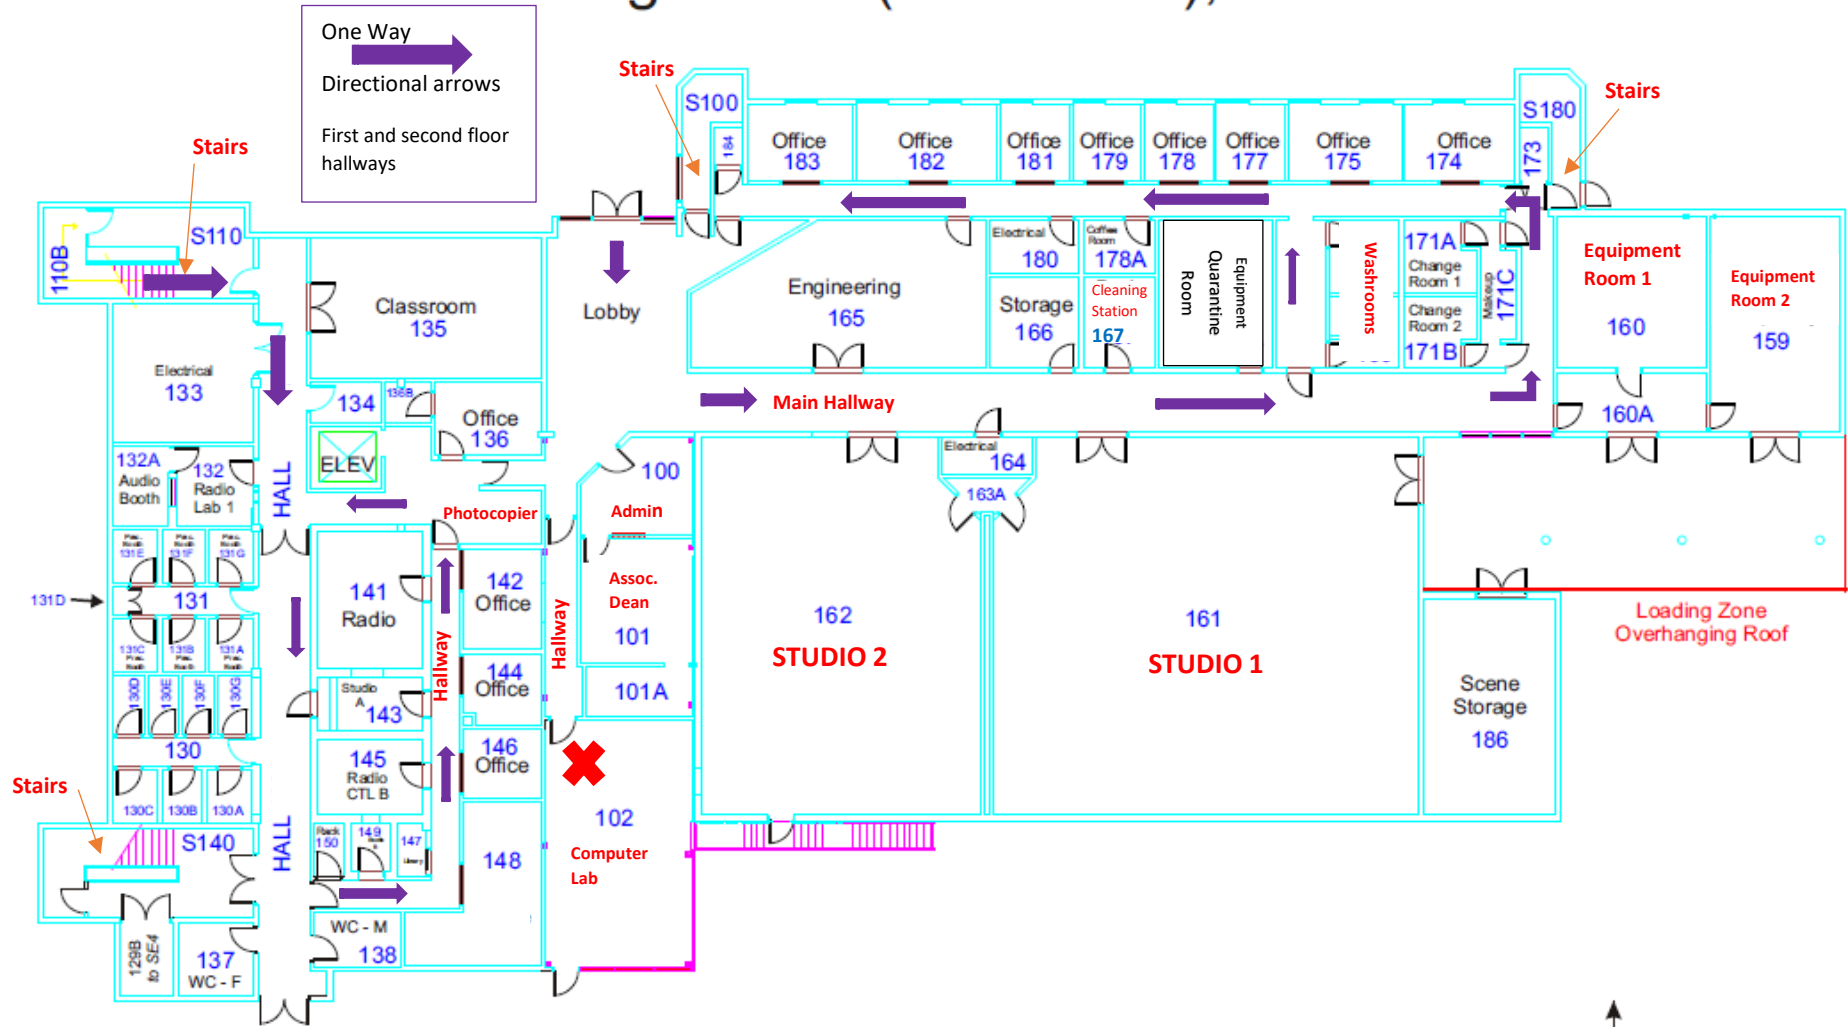 One Way
Directional arrows
First and second floor
hallways
Stairs
S100
184
Office
183
Office
182
Office
181
Office
179
Office
178
Office
177
Office
175
Office
174
S180
173
Stairs
Stairs
S110
110B
Classroom
135
Lobby
Engineering
165
Electrical
180
Coffee
Room
178A
Storage
166
Cleaning
Station
167
Equipment
Quarantine
Room
Washrooms
171A
Change
Room 1
Change
Room 2
171B
Makeup
171C
Equipment
Room 1
160
Equipment
Room 2
159
160A
Electrical
133
134
136B
Office
136
Main Hallway
132A
Audio
Booth
132
Radio
Lab 1
HALL
ELEV
Photocopier
100
Admin
Electrical
164
163A
131E
131F
131G
131D
131
141
Radio
142
Office
Hallway
Hallway
Assoc.
Dean
101
162
STUDIO 2
161
STUDIO 1
Loading Zone
Overhanging Roof
131C
131B
131A
130D
130E
130F
130G
Studio
A
143
144
Office
101A
Scene
Storage
186
130
145
Radio
CTL B
146
Office
Stairs
130C
130B
130A
S140
HALL
Rack
150
149
147
Library
148
102
Computer
Lab
129B
to SE4
137
WC - F
WC - M
138